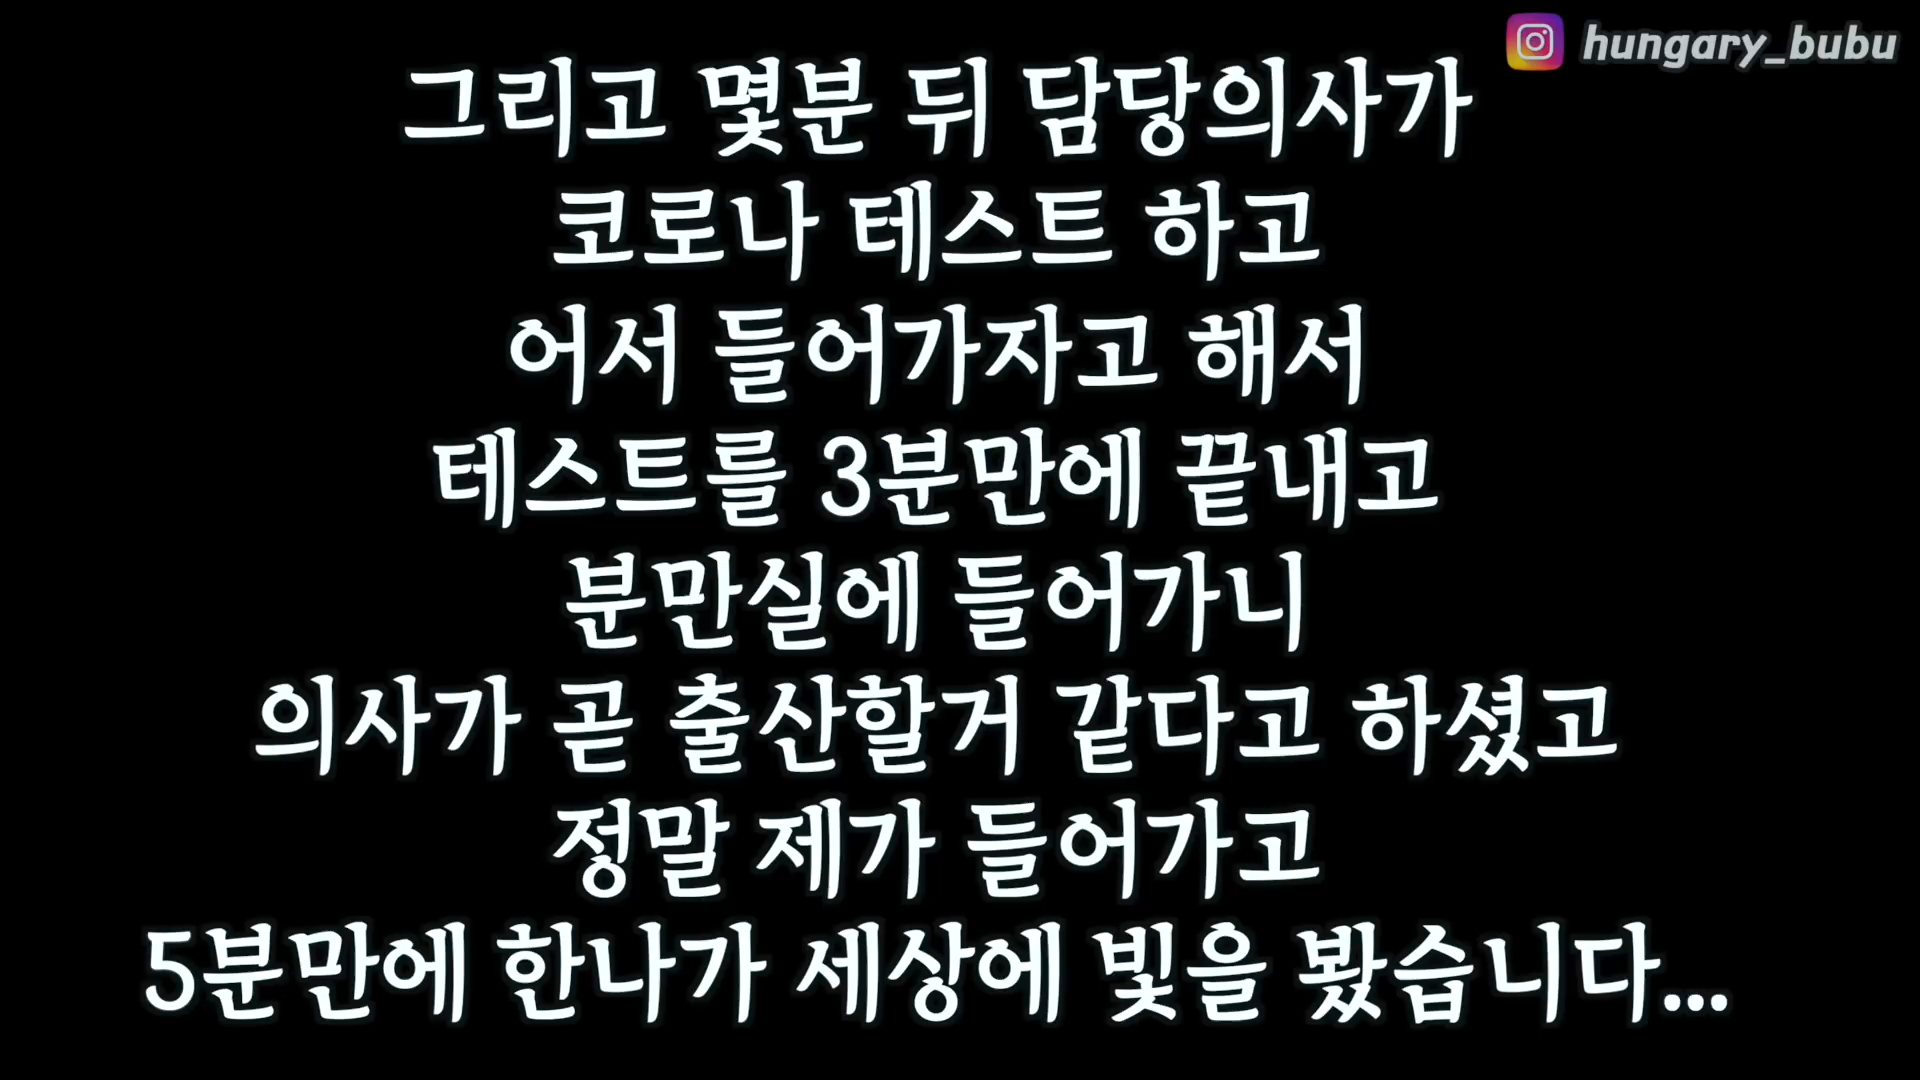 hungary_bubu
그리고 몇분 뒤 담당의사가
코로나 테스트 하고
어서 들어가자고 해서
테스트를 3분만에 끝내고
분만실에 들어가니
의사가 곧 출산할거 같다고 하셨고
정말 제가 들어가고
5분만에 한나가 세상에 빛을 봤습니다...